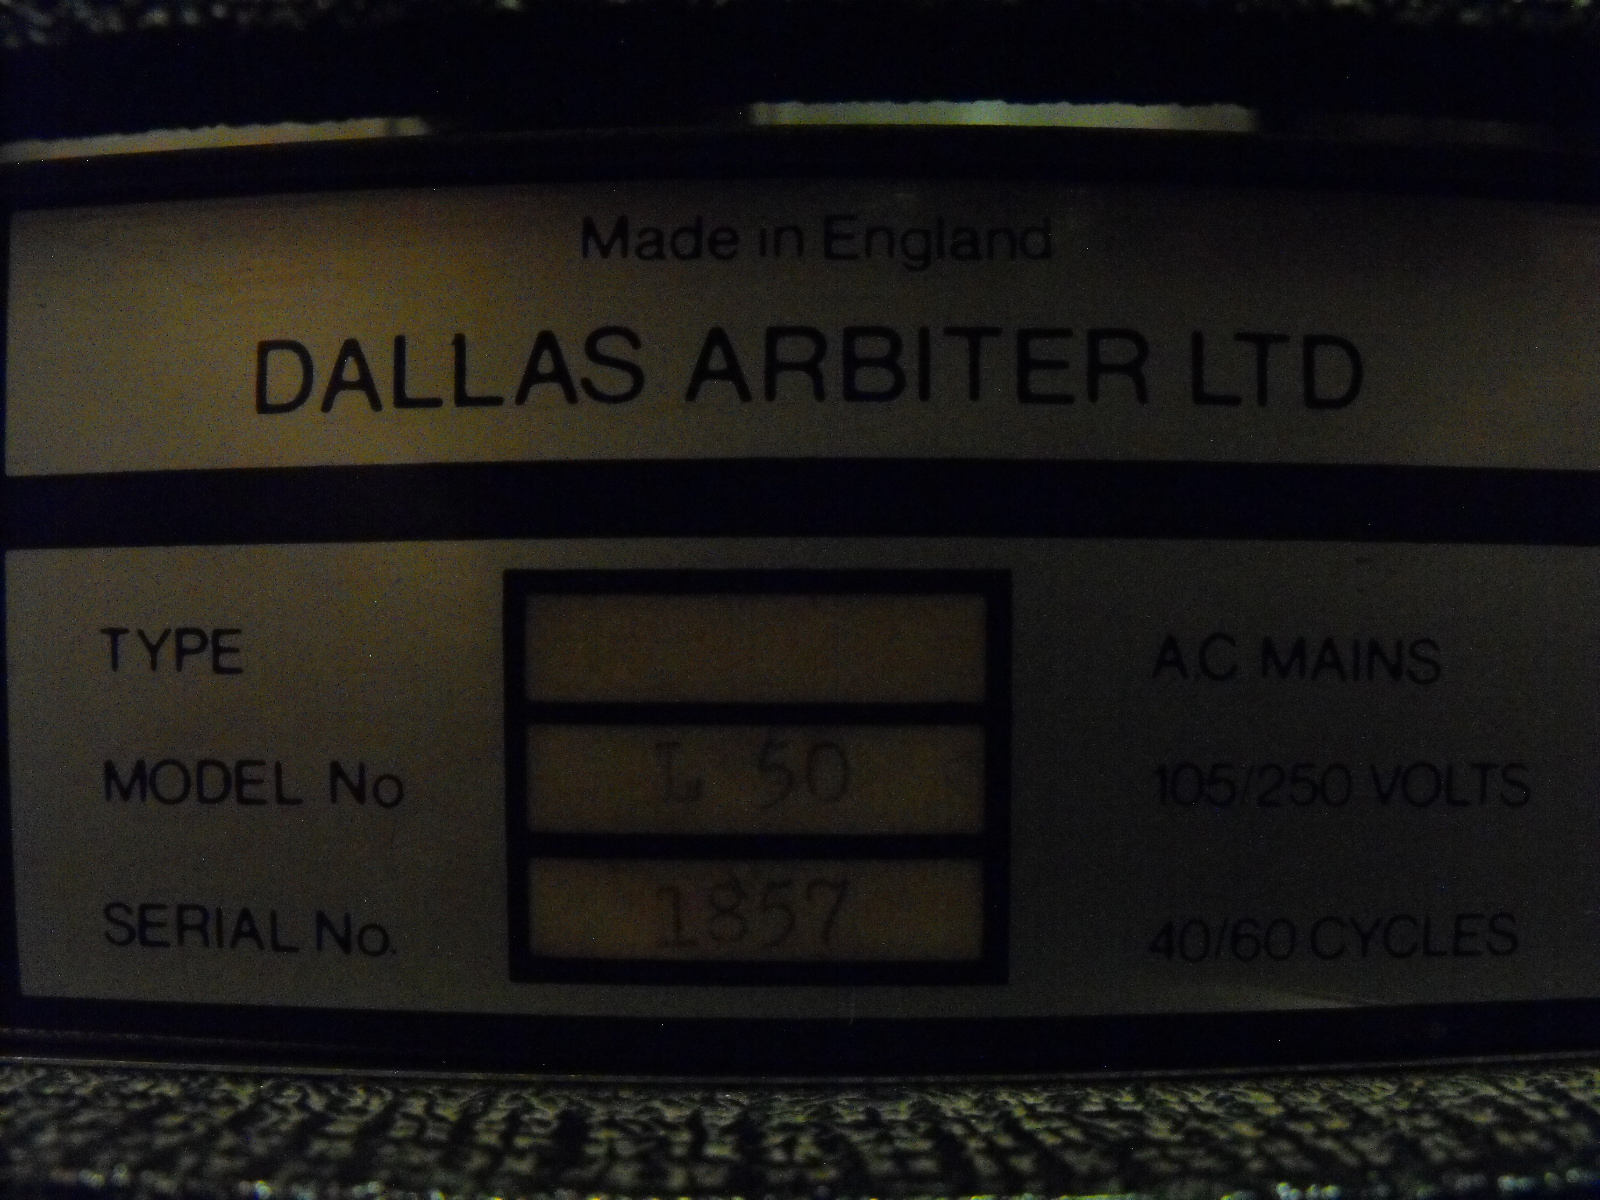 Made in England
DALLAS ARBITER LTD
TYPE
A.C MAINS
MODEL No
L 50
105/250 VOLTS
SERIAL No.
1857
40/60 CYCLES